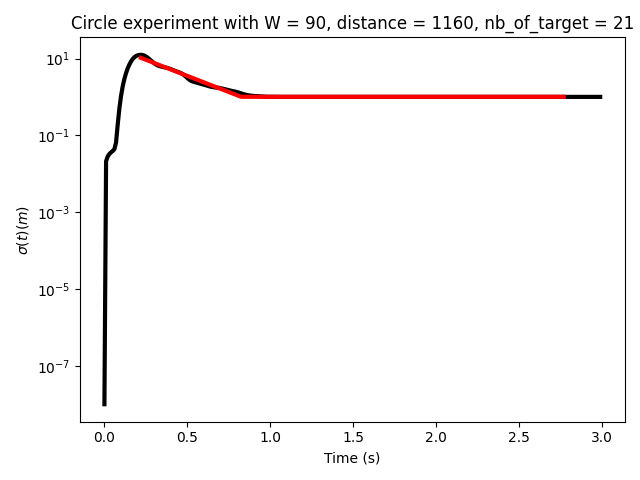 Circle experiment with W = 90, distance = 1160, nb_of_target = 21
10^1
10^-1
10^-3
10^-5
10^-7
σ(t)(m)
0.0 0.5 1.0 1.5 2.0 2.5 3.0
Time (s)